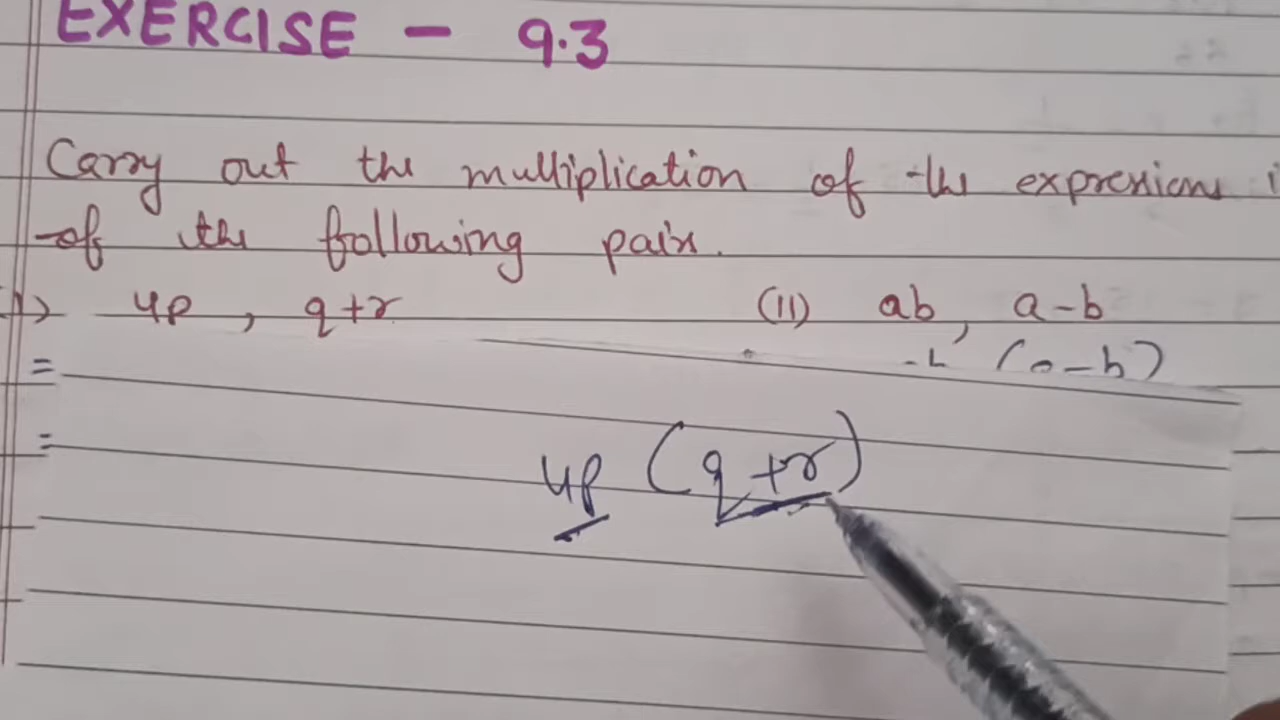 EXERCISE - 9.3
Carry out the multiplication of the expressions
of the following pair.
4p, q+r (II) ab, a-b
= (a-b)
=
4p (q+r)